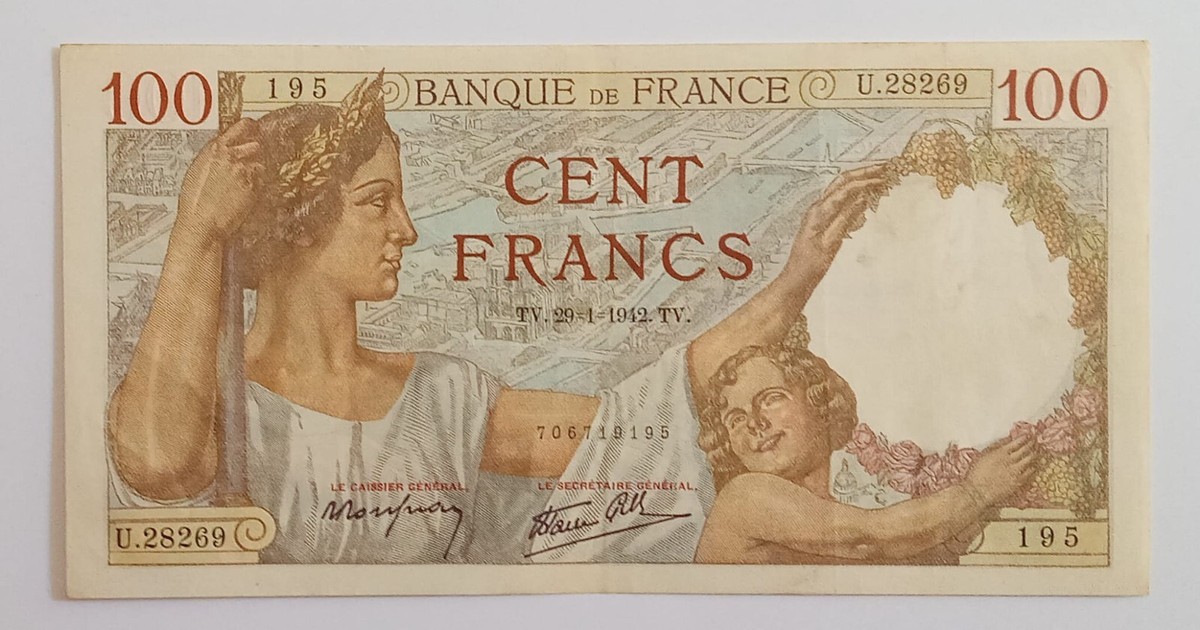 100 195 BANQUE DE FRANCE U.28269 100
CENT
FRANCS
TV. 29=1=1942. TV.
706719195
LE CAISSIER GÉNÉRAL, LE SECRÉTAIRE GÉNÉRAL,
U.28269 195